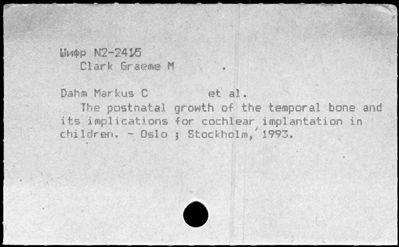 Шифр N2-2415
Clark Graeme M
Dahm Markus C et al.
The postnatal growth of the temporal bone and
its implications for cochlear implantation in
children. - Oslo ; Stockholm, 1993.